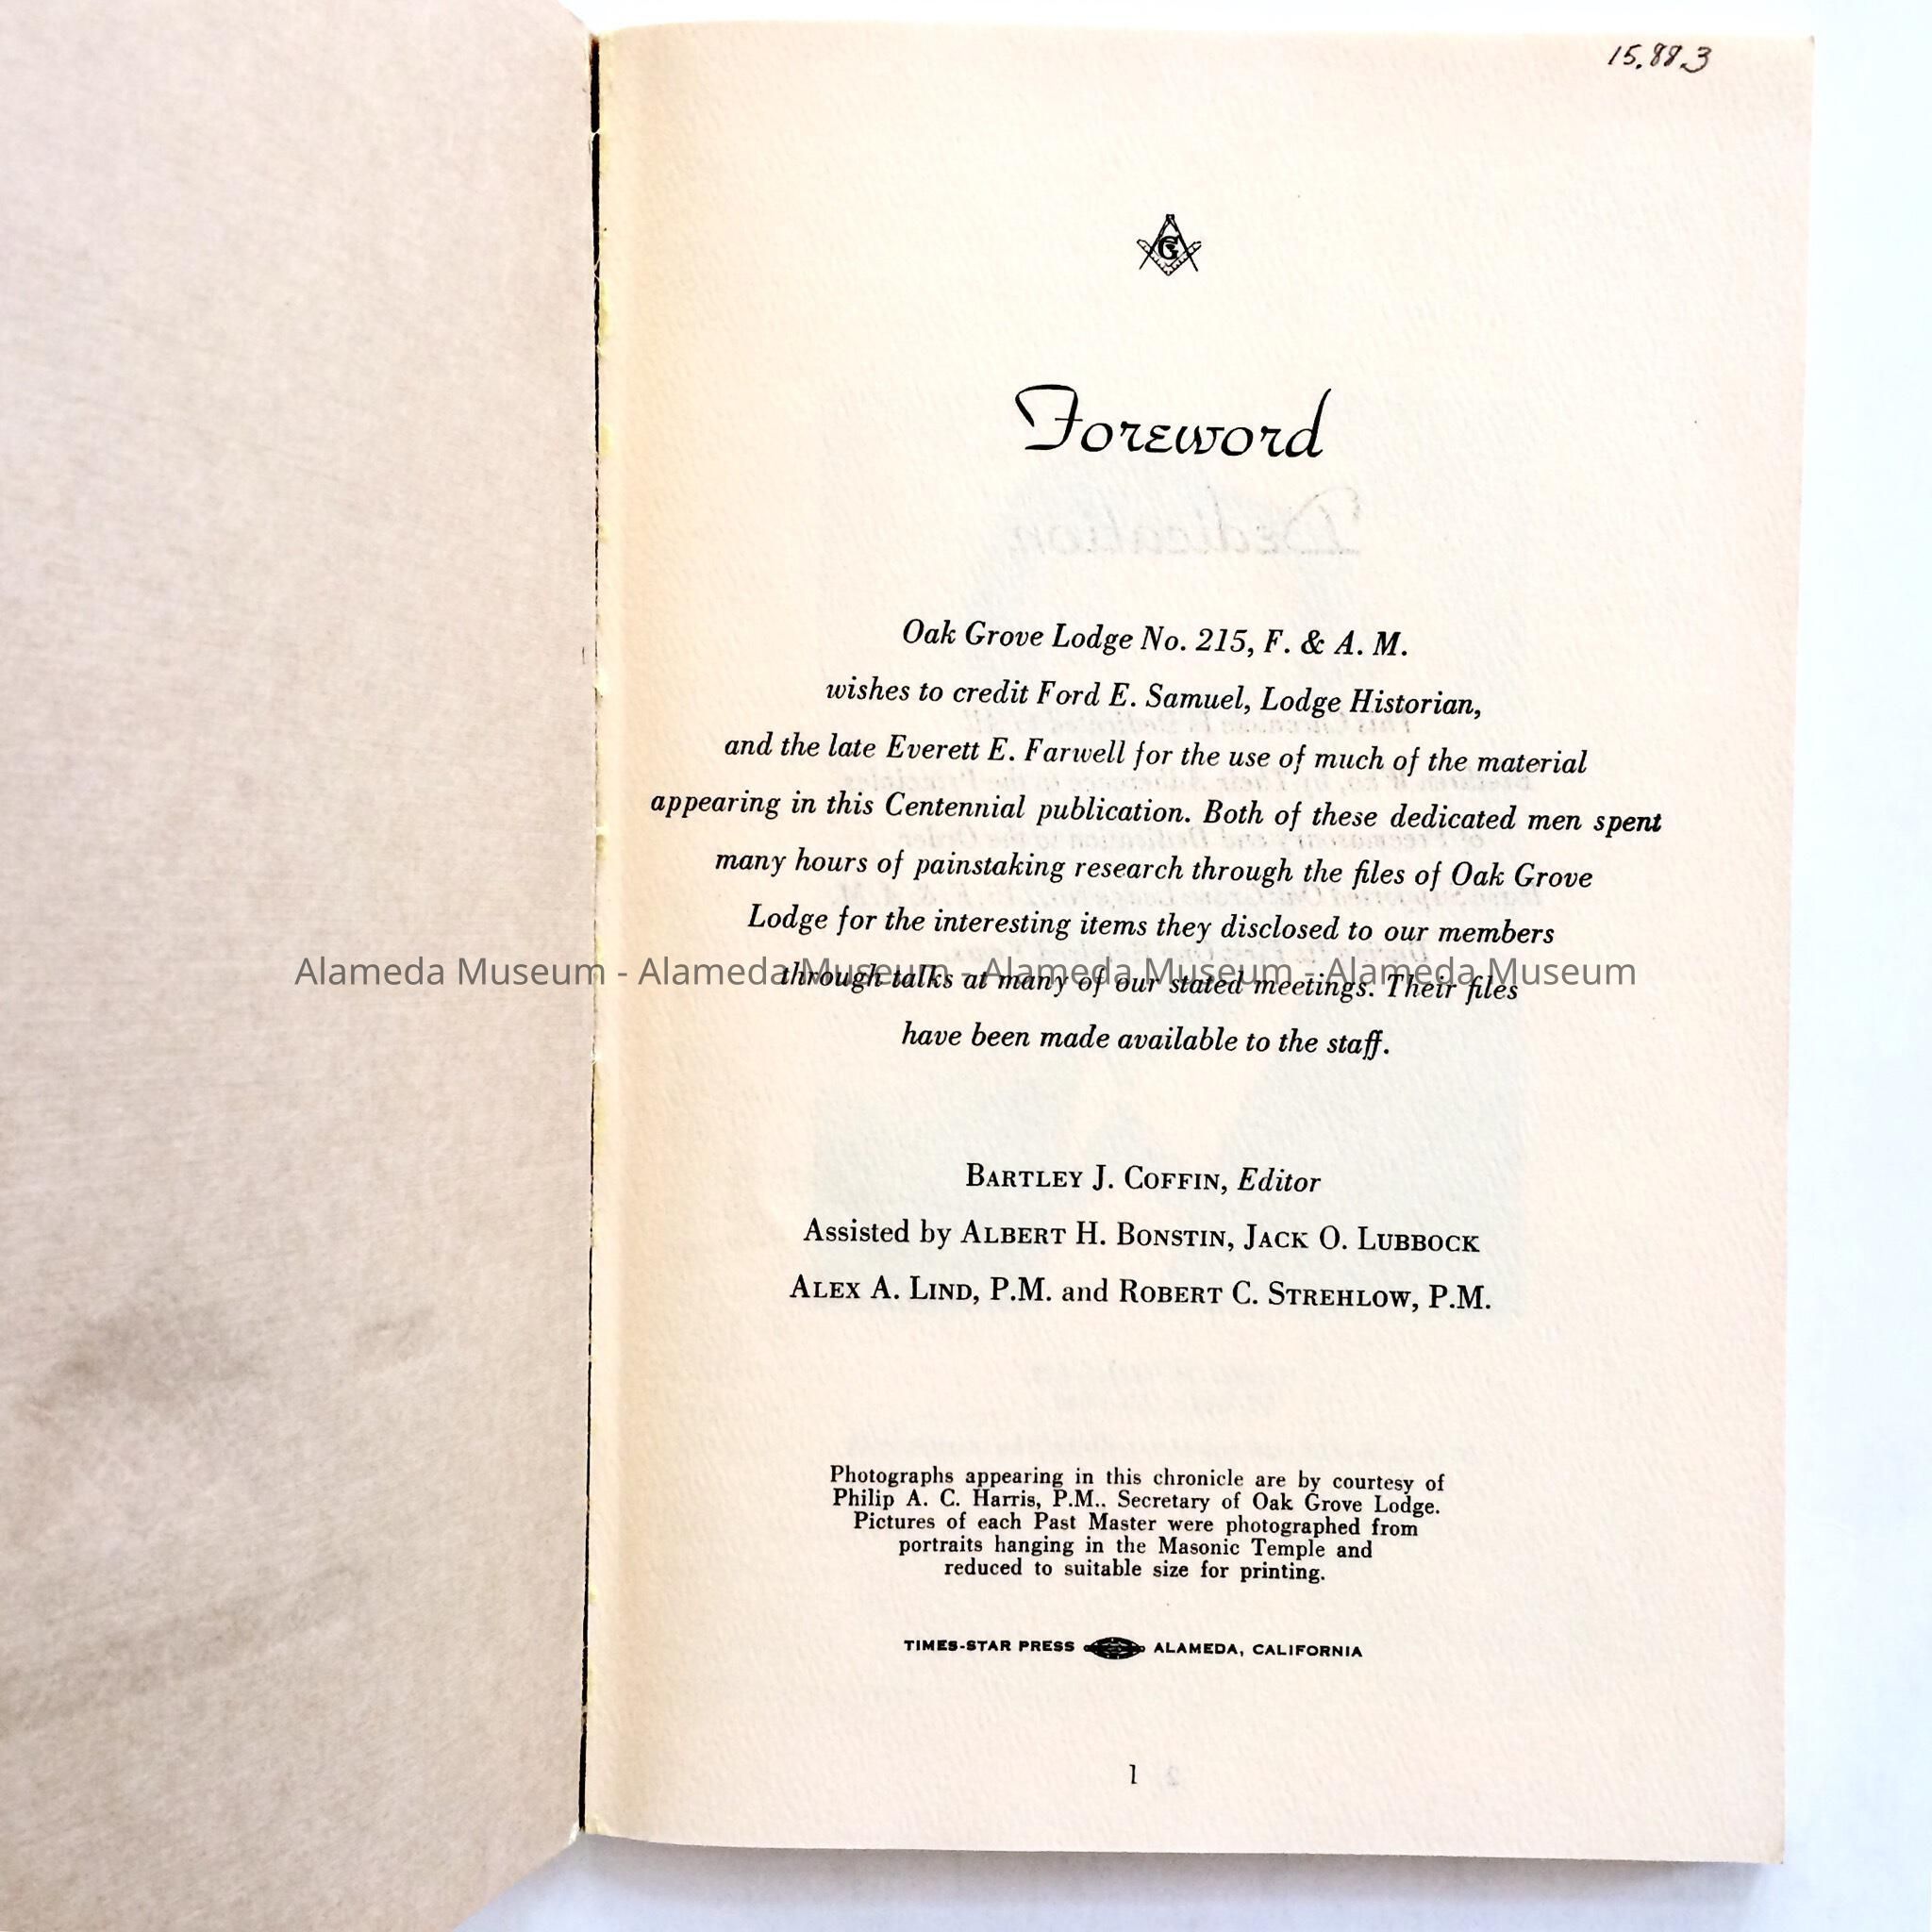 15.88.3
G
Foreword
Dedication
Oak Grove Lodge No. 215, F. & A. M.
wishes to credit Ford E. Samuel, Lodge Historian,
and the late Everett E. Farwell for the use of much of the material
appearing in this Centennial publication. Both of these dedicated men spent
many hours of painstaking research through the files of Oak Grove
Lodge for the interesting items they disclosed to our members
Alameda Museum - Alameda Museum - Alameda Museum - Alameda Museum
through talks at many of our stated meetings. Their files
have been made available to the staff.
BARTLEY J. COFFIN, Editor
Assisted by ALBERT H. BONSTIN, JACK O. LUBBOCK
ALEX A. LIND, P.M. and ROBERT C. STREHLOW, P.M.
Photographs appearing in this chronicle are by courtesy of
Philip A. C. Harris, P.M.. Secretary of Oak Grove Lodge.
Pictures of each Past Master were photographed from
portraits hanging in the Masonic Temple and
reduced to suitable size for printing.
TIMES-STAR PRESS ALAMEDA, CALIFORNIA
1 2